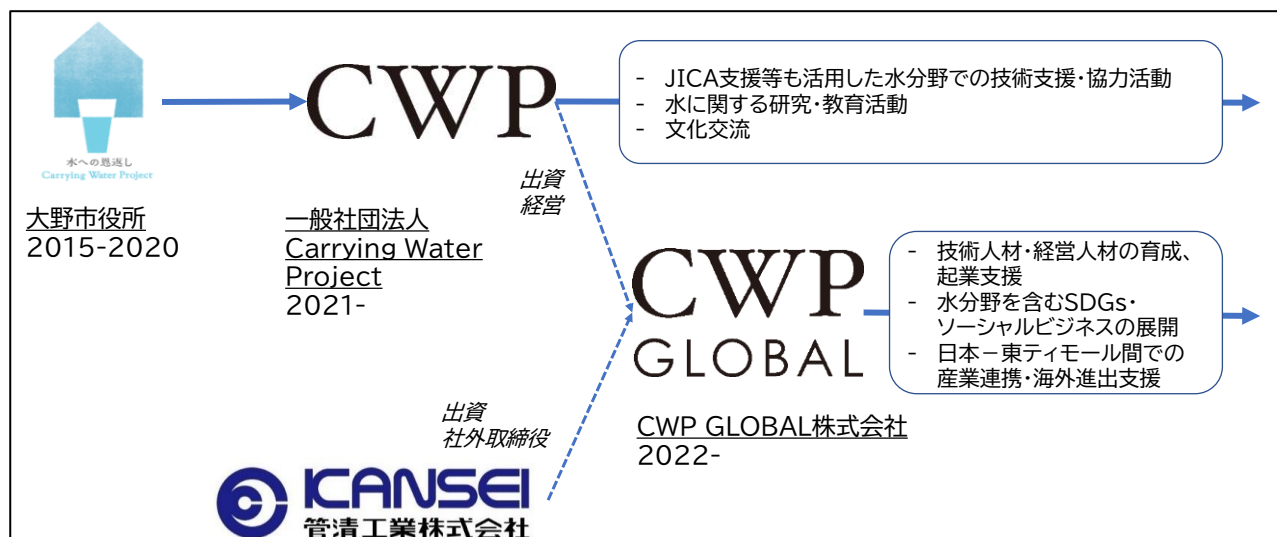 水への恩返し
Carrying Water Project
大野市役所
2015-2020
CWP
一般社団法人
Carrying Water
Project
2021-
- JICA支援等も活用した水分野での技術支援・協力活動
- 水に関する研究・教育活動
- 文化交流
出資
経営
CWP
GLOBAL
CWP GLOBAL株式会社
2022-
- 技術人材・経営人材の育成、
起業支援
- 水分野を含むSDGs・
ソーシャルビジネスの展開
- 日本－東ティモール間での
産業連携・海外進出支援
出資
社外取締役
KANSEI
管清工業株式会社